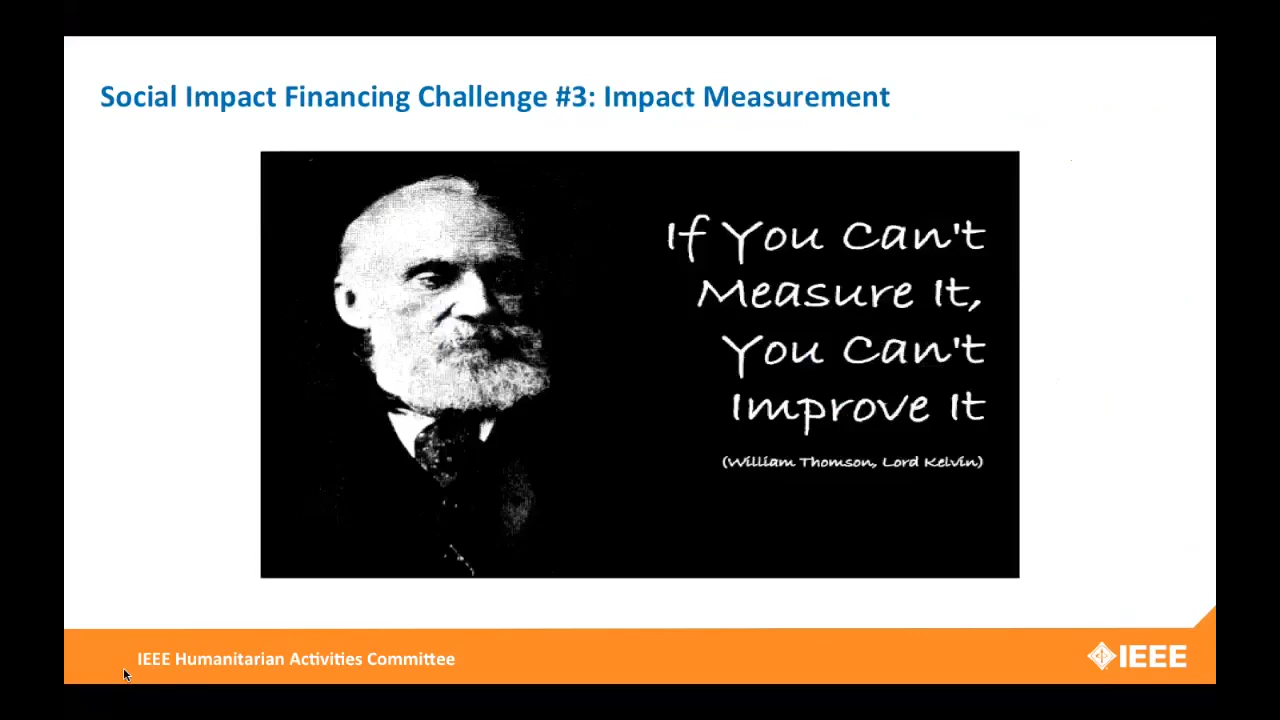 Social Impact Financing Challenge #3: Impact Measurement
If You Can't
Measure It,
You Can't
Improve It
(William Thomson, Lord Kelvin)
IEEE Humanitarian Activities Committee
IEEE